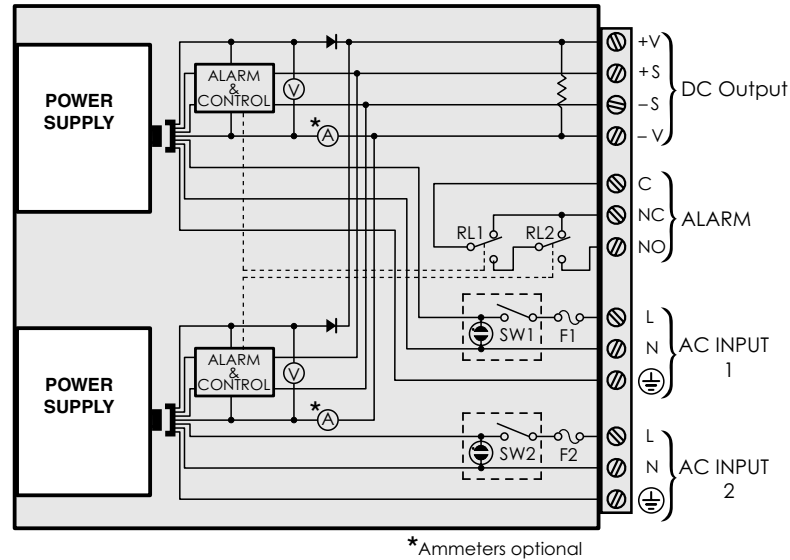 POWER
SUPPLY
ALARM
&
CONTROL
V
*
A
+V
+S
–S
–V
DC Output
C
NC
NO
ALARM
RL1
RL2
SW1
F1
L
N
AC INPUT
1
POWER
SUPPLY
ALARM
&
CONTROL
V
*
A
SW2
F2
L
N
AC INPUT
2
*Ammeters optional